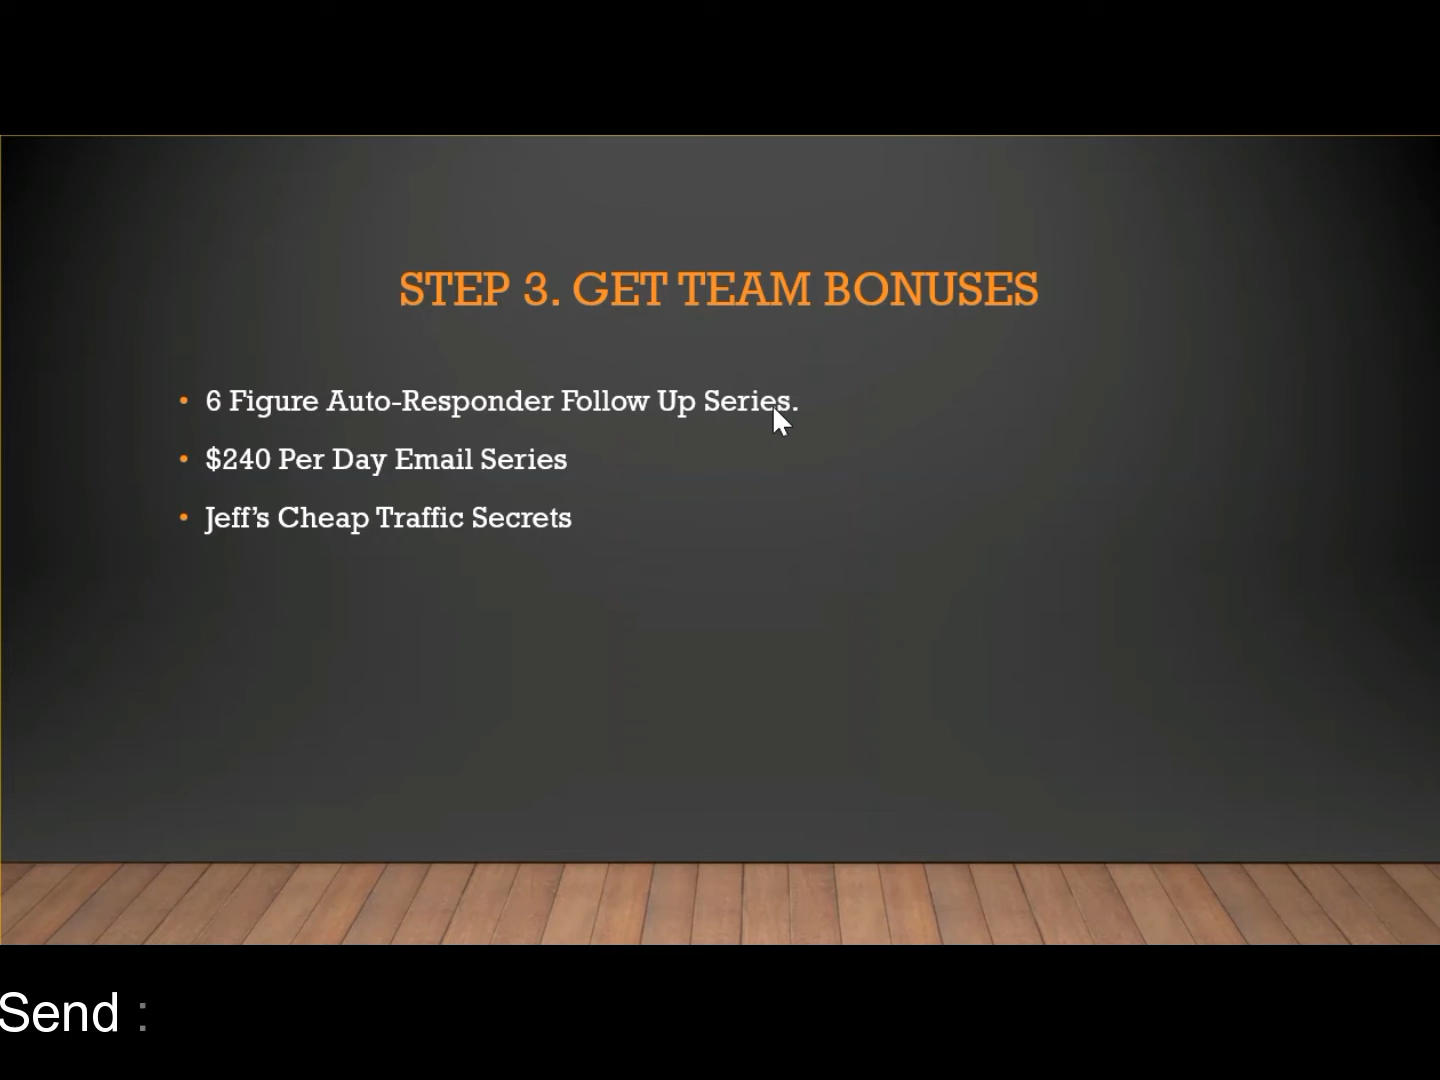 STEP 3. GET TEAM BONUSES
• 6 Figure Auto-Responder Follow Up Series.
• $240 Per Day Email Series
• Jeff’s Cheap Traffic Secrets
Send :